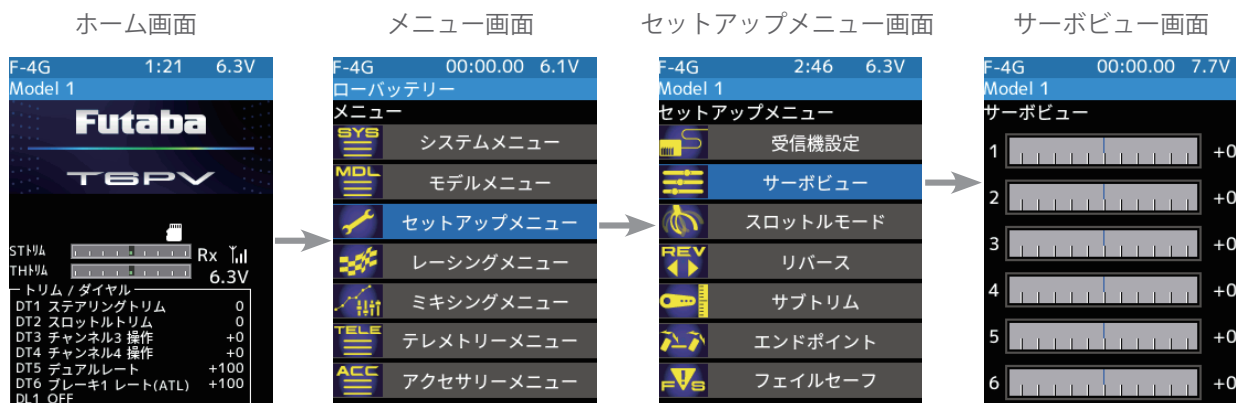 ホーム画面
F-4G 1:21 6.3V
Model 1
Futaba
T6PV
STトリム
Rx
THトリム
6.3V
トリム / ダイヤル
DT1 ステアリングトリム 0
DT2 スロットルトリム 0
DT3 チャンネル3 操作 +0
DT4 チャンネル4 操作 +0
DT5 デュアルレート +100
DT6 ブレーキ1 レート(ATL) +100
DL1 OFF
メニュー画面
F-4G 00:00.00 6.1V
ローバッテリー
メニュー
SYS システムメニュー
MDL モデルメニュー
セットアップメニュー
レーシングメニュー
ミキシングメニュー
TELE テレメトリーメニュー
ACC アクセサリーメニュー
セットアップメニュー画面
F-4G 2:46 6.3V
Model 1
セットアップメニュー
受信機設定
サーボビュー
スロットルモード
REV リバース
サブトリム
エンドポイント
F/S フェイルセーフ
サーボビュー画面
F-4G 00:00.00 7.7V
Model 1
サーボビュー
1 +0
2 +0
3 +0
4 +0
5 +0
6 +0